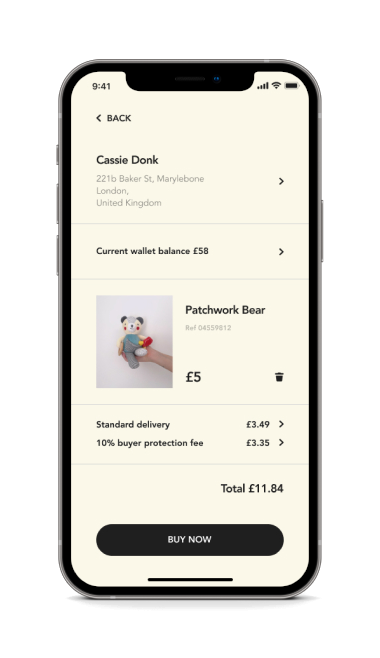 9:41
BACK
Cassie Donk
221b Baker St, Marylebone
London,
United Kingdom
Current wallet balance £58
Patchwork Bear
Ref 04559812
£5
Standard delivery £3.49
10% buyer protection fee £3.35
Total £11.84
BUY NOW